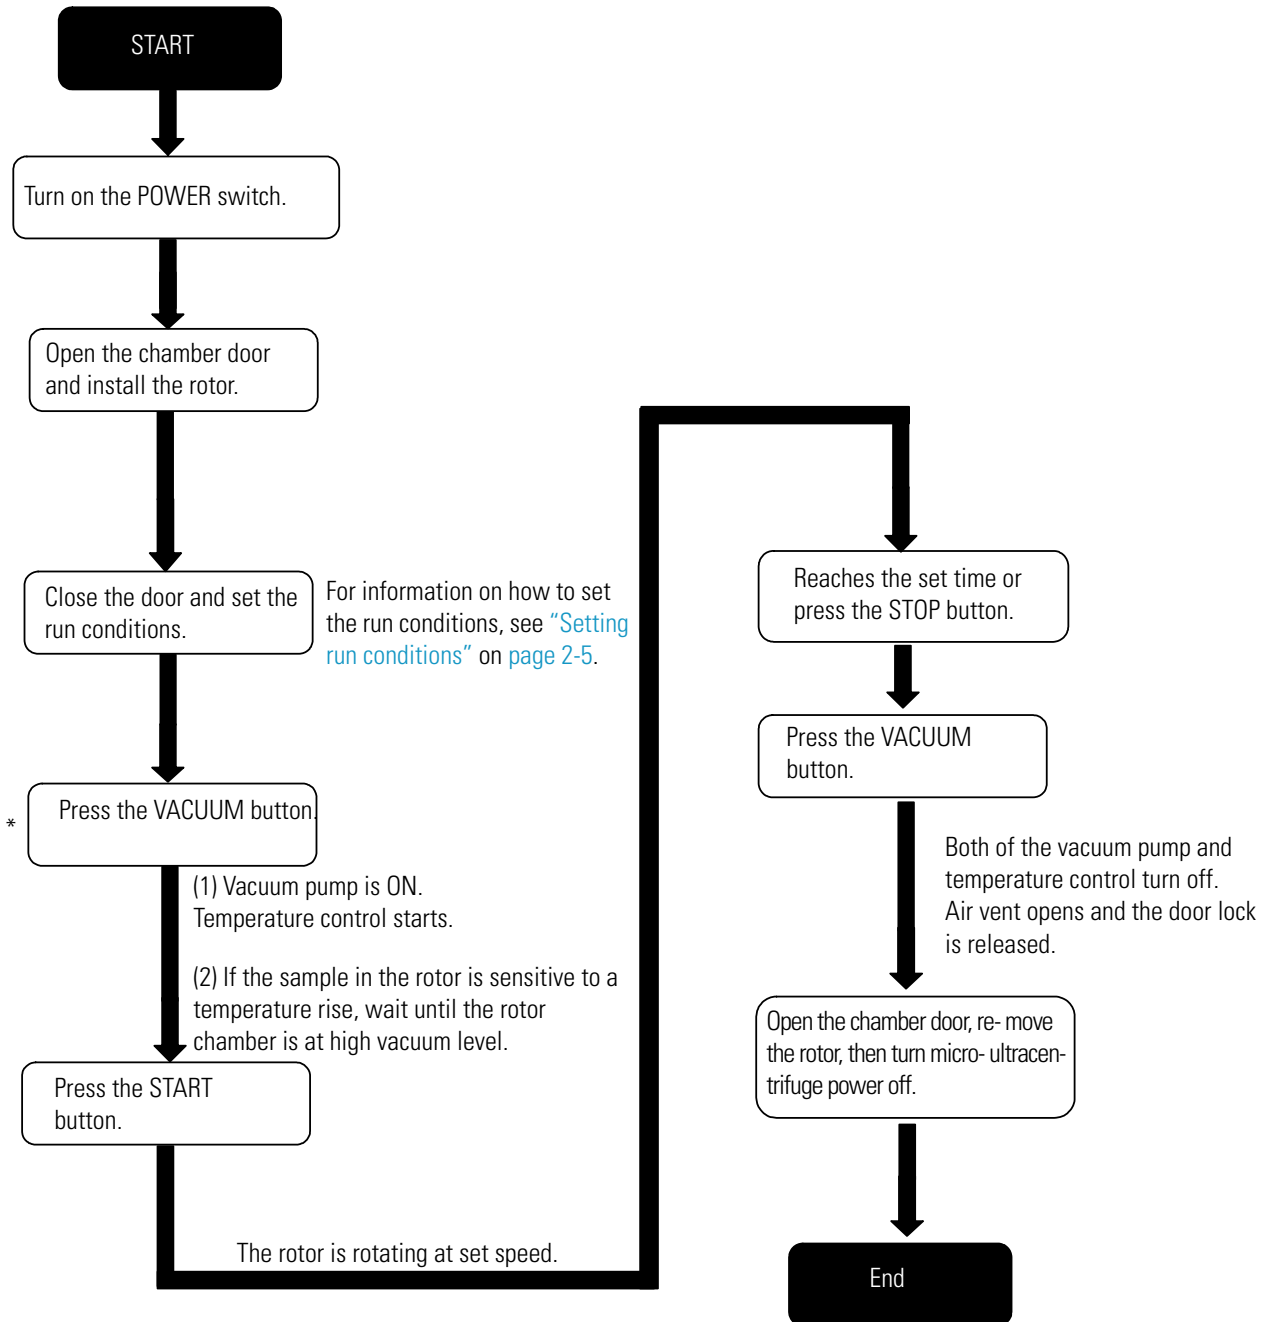 START
Turn on the POWER switch.
Open the chamber door
and install the rotor.
Close the door and set the
run conditions.
For information on how to set
the run conditions, see “Setting
run conditions” on page 2-5.
*
Press the VACUUM button.
(1) Vacuum pump is ON.
Temperature control starts.
(2) If the sample in the rotor is sensitive to a
temperature rise, wait until the rotor
chamber is at high vacuum level.
Press the START
button.
The rotor is rotating at set speed.
Reaches the set time or
press the STOP button.
Press the VACUUM
button.
Both of the vacuum pump and
temperature control turn off.
Air vent opens and the door lock
is released.
Open the chamber door, re- move
the rotor, then turn micro- ultracen-
trifuge power off.
End